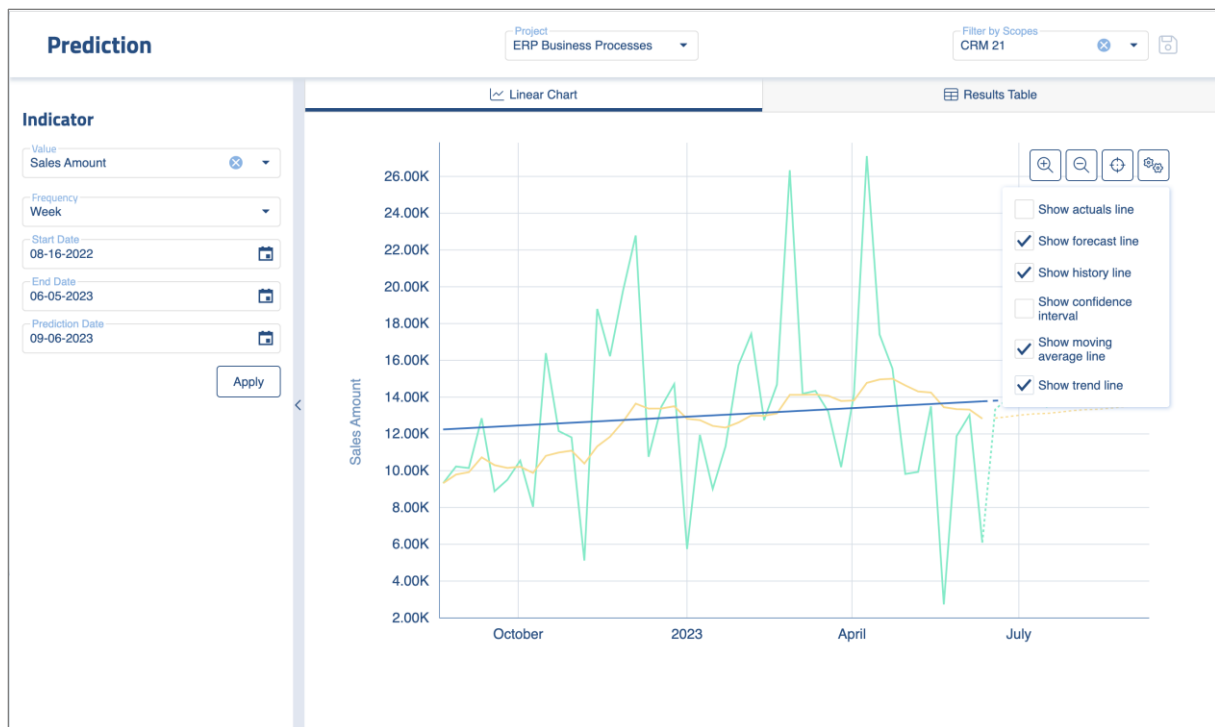 Prediction
Project
ERP Business Processes
Filter by Scopes
CRM 21
Indicator
Value
Sales Amount
Frequency
Week
Start Date
08-16-2022
End Date
06-05-2023
Prediction Date
09-06-2023
Apply
Linear Chart
Results Table
Show actuals line
Show forecast line
Show history line
Show confidence
interval
Show moving
average line
Show trend line
Sales Amount
26.00K
24.00K
22.00K
20.00K
18.00K
16.00K
14.00K
12.00K
10.00K
8.00K
6.00K
4.00K
2.00K
October
2023
April
July